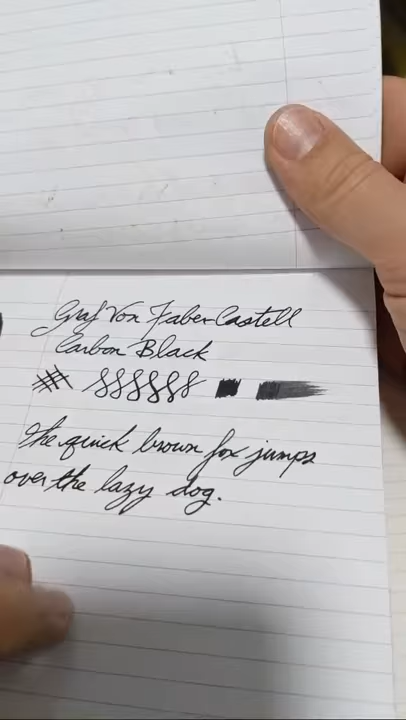 Graf Von Faber-Castell
Carbon Black
the quick brown fox jumps
over the lazy dog.